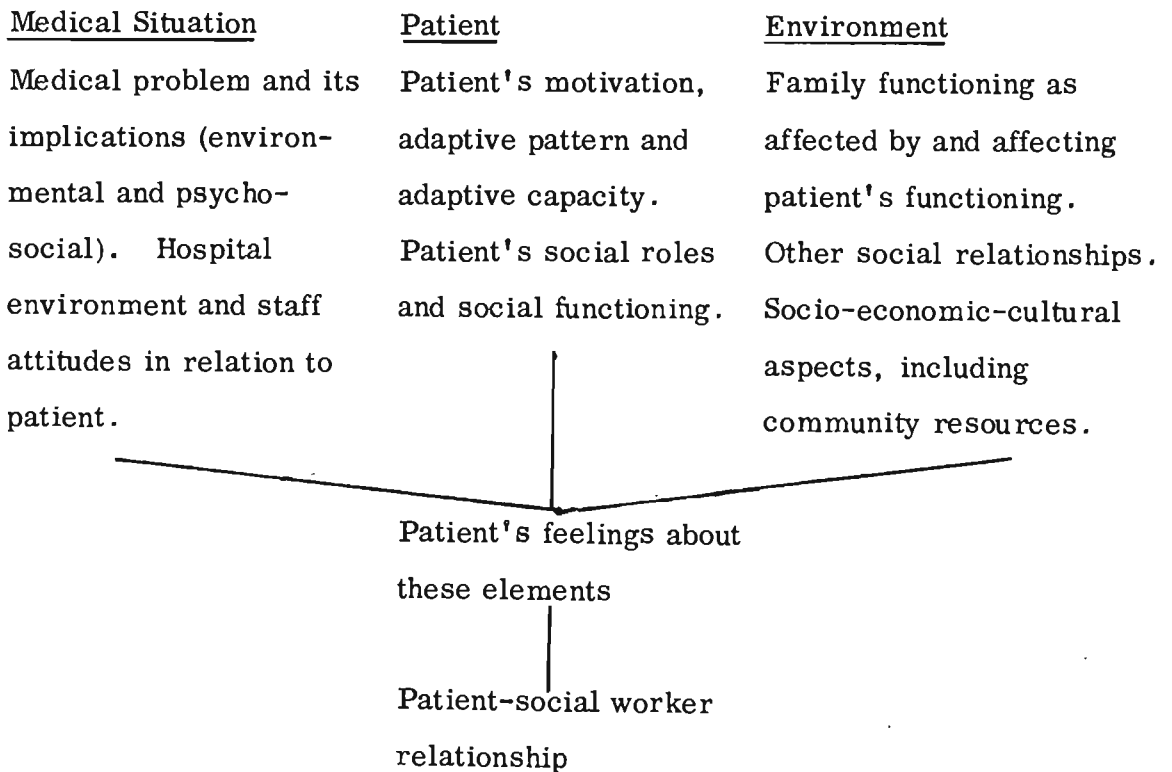 Medical Situation
Medical problem and its
implications (environ-
mental and psycho-
social). Hospital
environment and staff
attitudes in relation to
patient.
Patient
Patient's motivation,
adaptive pattern and
adaptive capacity.
Patient's social roles
and social functioning.
Environment
Family functioning as
affected by and affecting
patient's functioning.
Other social relationships.
Socio-economic-cultural
aspects, including
community resources.
Patient's feelings about
these elements
Patient-social worker
relationship